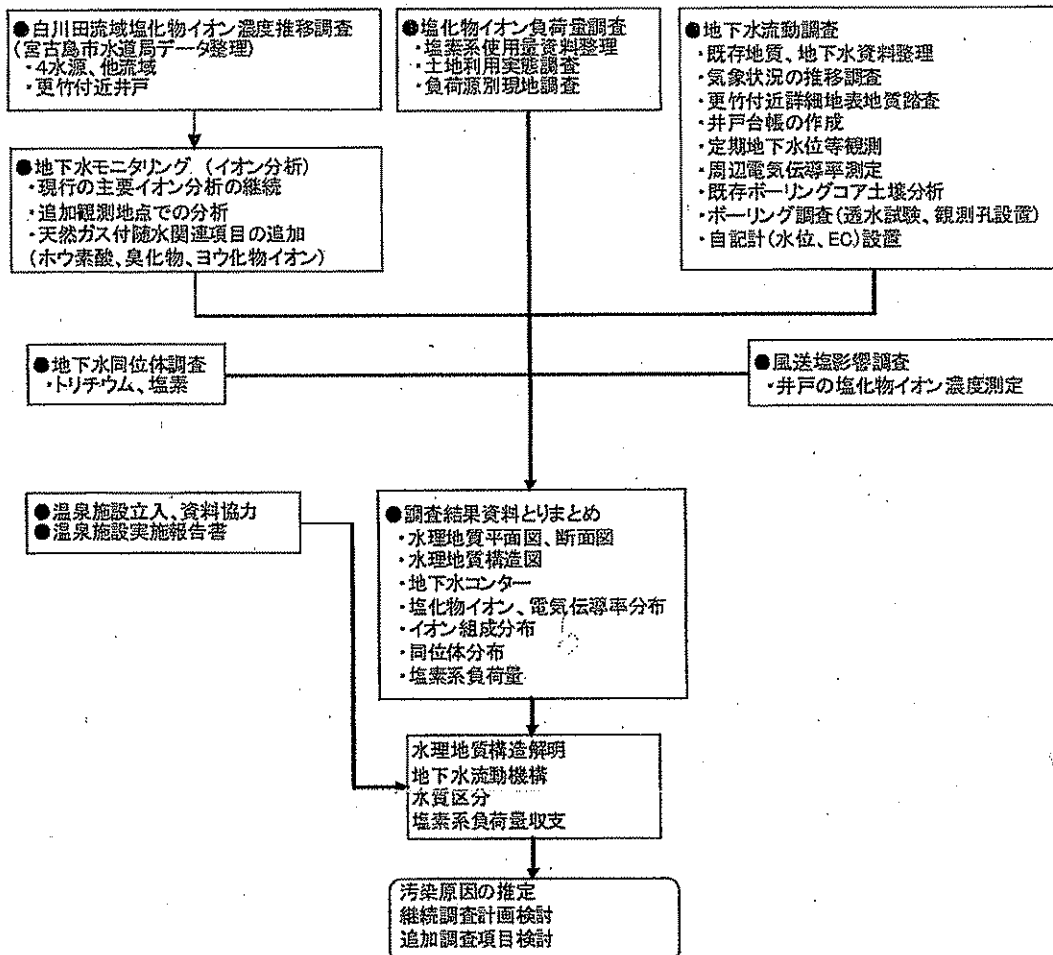 ●白川田流域塩化物イオン濃度推移調査
(宮古島市水道局データ整理)
・4水源、他流域
・更竹付近井戸
●塩化物イオン負荷量調査
・塩素系使用量資料整理
・土地利用実態調査
・負荷源別現地調査
●地下水流動調査
・既存地質、地下水資料整理
・気象状況の推移調査
・更竹付近詳細地表地質踏査
・井戸台帳の作成
・定期地下水位等観測
・周辺電気伝導率測定
・既存ボーリングコア土壌分析
・ボーリング調査(透水試験、観測孔設置)
・自記計(水位、EC)設置
●地下水モニタリング (イオン分析)
・現行の主要イオン分析の継続
・追加観測地点での分析
・天然ガス付随水関連項目の追加
(ホウ素酸、臭化物、ヨウ化物イオン)
●地下水同位体調査
・トリチウム、塩素
●風送塩影響調査
・井戸の塩化物イオン濃度測定
●温泉施設立入、資料協力
●温泉施設実施報告書
●調査結果資料とりまとめ
・水理地質平面図、断面図
・水理地質構造図
・地下水コンター
・塩化物イオン、電気伝導率分布
・イオン組成分布
・同位体分布
・塩素系負荷量
水理地質構造解明
地下水流動機構
水質区分
塩素系負荷量収支
汚染原因の推定
継続調査計画検討
追加調査項目検討